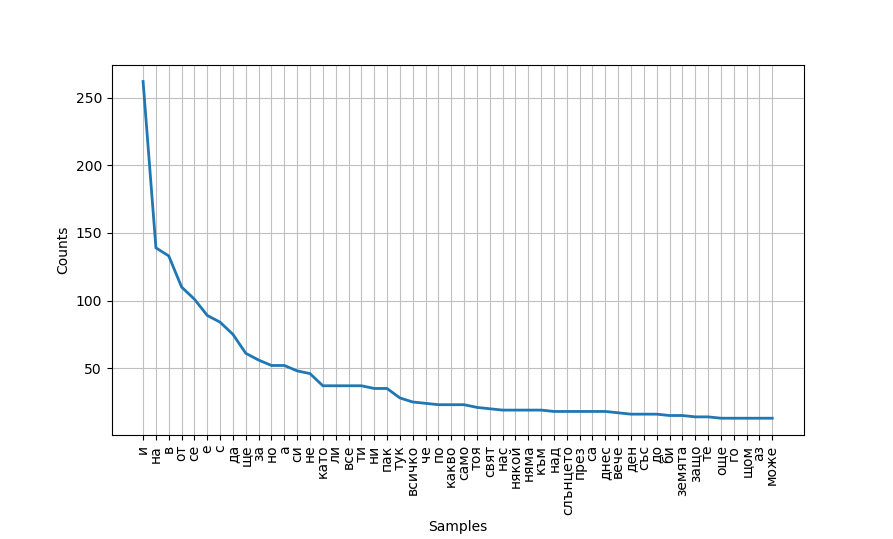 250
200
150
100
50
Counts
и
на
в
от
се
е
с
да
ще
за
но
а
си
не
като
ли
все
ти
ни
пак
тук
всичко
че
по
какво
само
тоя
свят
нас
някой
няма
към
над
слънцето
през
са
днес
вече
ден
със
до
би
земята
защо
те
още
го
щом
аз
може
Samples